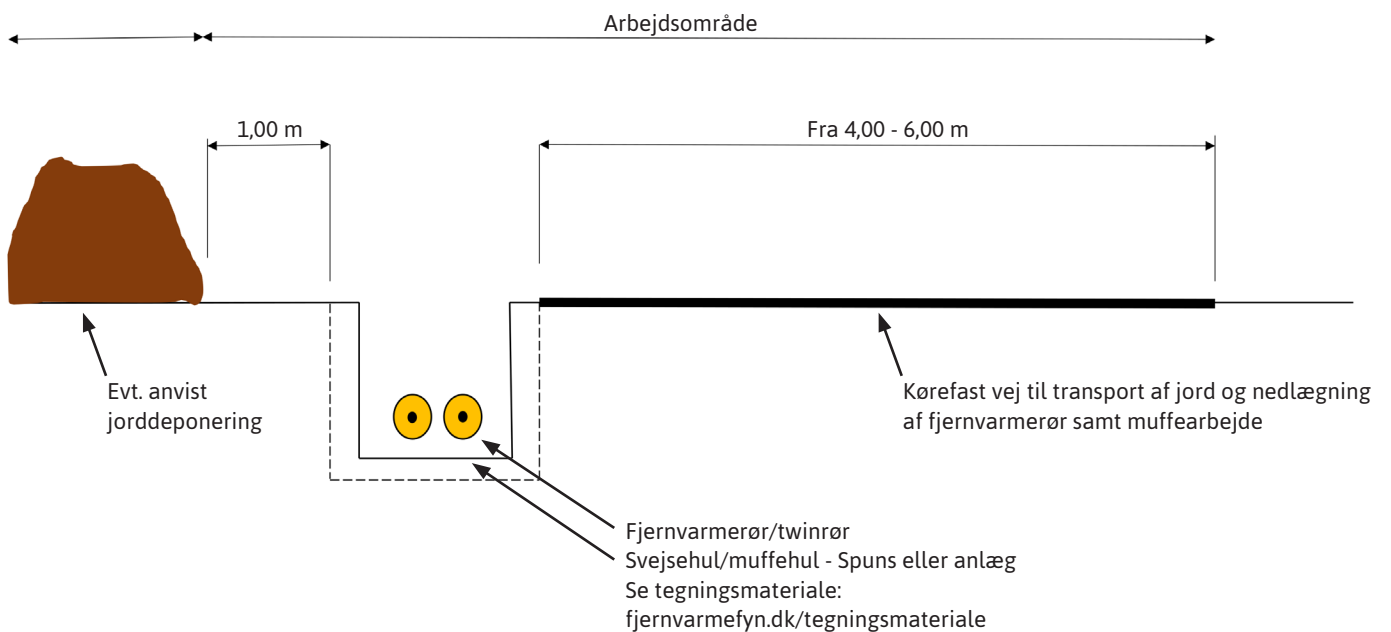 Arbejdsområde
1,00 m
Fra 4,00 - 6,00 m
Evt. anvist
jorddeponering
Kørefast vej til transport af jord og nedlægning
af fjernvarmerør samt muffearbejde
Fjernvarmerør/twinrør
Svejsehul/muffehul - Spuns eller anlæg
Se tegningsmateriale:
fjernvarmefyn.dk/tegningsmateriale